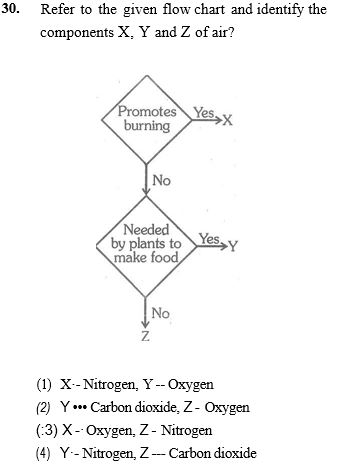 30. Refer to the given flow chart and identify the
components X, Y and Z of air?
Promotes
burning
Yes
X
No
Needed
by plants to
make food
Yes
Y
No
Z
(1) X-- Nitrogen, Y -- Oxygen
(2) Y ••• Carbon dioxide, Z - Oxygen
(:3) X -· Oxygen, Z - Nitrogen
(4) Y·- Nitrogen, Z --- Carbon dioxide